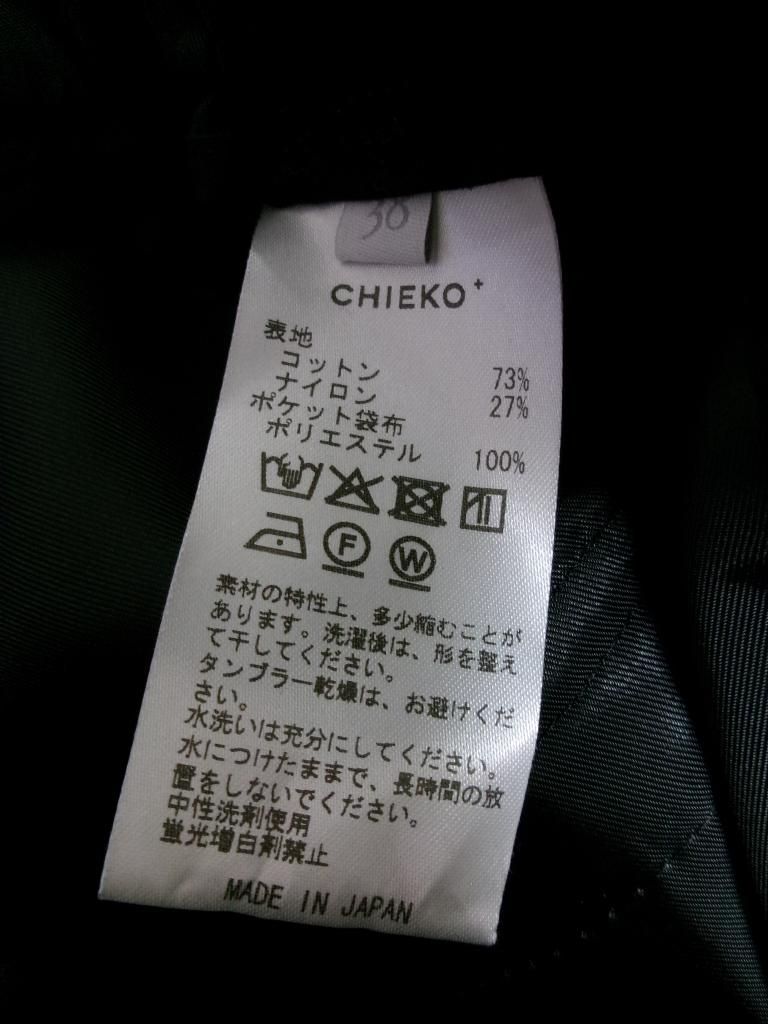 38
CHIEKO+
表地
コットン 73%
ナイロン 27%
ポケット袋布
ポリエステル 100%
F
W
素材の特性上、多少縮むことが
あります。洗濯後は、形を整え
て干してください。
タンブラー乾燥は、お避けくだ
さい。
水洗いは充分にしてください。
水につけたままで、長時間の放
置をしないでください。
中性洗剤使用
蛍光増白剤禁止
MADE IN JAPAN